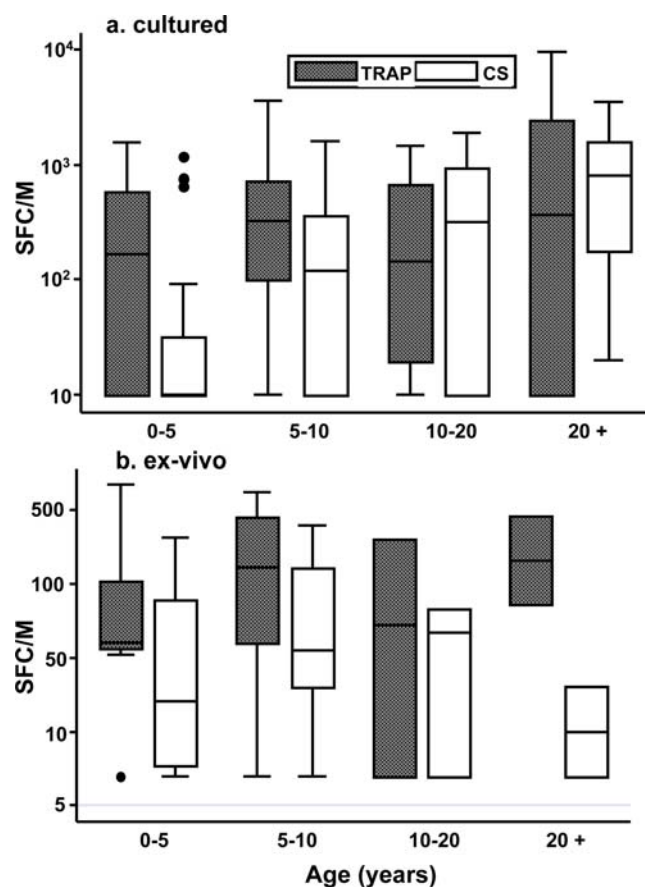 a. cultured
10⁴
TRAP CS
10³
SFC/M
10²
10
0-5 5-10 10-20 20 +
b. ex-vivo
500
100
SFC/M
50
10
5
0-5 5-10 10-20 20 +
Age (years)